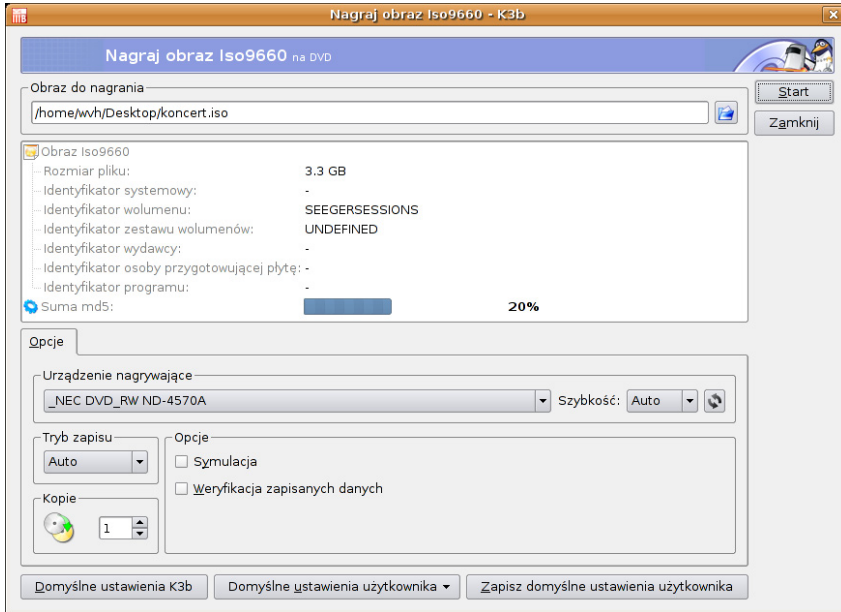 Nagraj obraz Iso9660 - K3b
Nagraj obraz Iso9660 na DVD
Obraz do nagrania
/home/wvh/Desktop/koncert.iso
Start
Zamknij
Obraz Iso9660
Rozmiar pliku: 3.3 GB
Identyfikator systemowy: -
Identyfikator wolumenu: SEEGERSESSIONS
Identyfikator zestawu wolumenów: UNDEFINED
Identyfikator wydawcy: -
Identyfikator osoby przygotowującej płytę: -
Identyfikator programu: -
Suma md5: 20%
Opcje
Urządzenie nagrywające
_NEC DVD_RW ND-4570A Szybkość: Auto
Tryb zapisu
Auto
Opcje
Symulacja
Weryfikacja zapisanych danych
Kopie
1
Domyślne ustawienia K3b Domyślne ustawienia użytkownika Zapisz domyślne ustawienia użytkownika